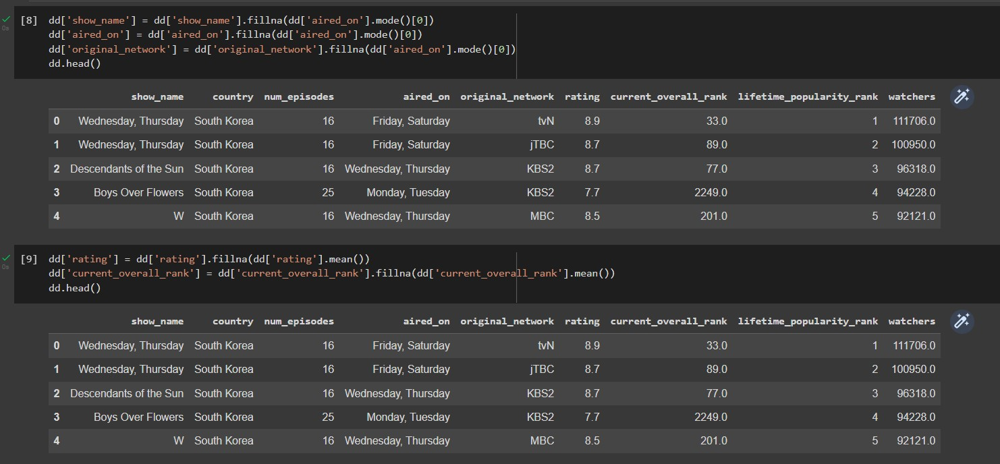 [8] dd['show_name'] = dd['show_name'].fillna(dd['aired_on'].mode()[0])
dd['aired_on'] = dd['aired_on'].fillna(dd['aired_on'].mode()[0])
dd['original_network'] = dd['original_network'].fillna(dd['aired_on'].mode()[0])
dd.head()
0s
show_name country num_episodes aired_on original_network rating current_overall_rank lifetime_popularity_rank watchers
0 Wednesday, Thursday South Korea 16 Friday, Saturday tvN 8.9 33.0 1 111706.0
1 Wednesday, Thursday South Korea 16 Friday, Saturday jTBC 8.7 89.0 2 100950.0
2 Descendants of the Sun South Korea 16 Wednesday, Thursday KBS2 8.7 77.0 3 96318.0
3 Boys Over Flowers South Korea 25 Monday, Tuesday KBS2 7.7 2249.0 4 94228.0
4 W South Korea 16 Wednesday, Thursday MBC 8.5 201.0 5 92121.0
[9] dd['rating'] = dd['rating'].fillna(dd['rating'].mean())
dd['current_overall_rank'] = dd['current_overall_rank'].fillna(dd['current_overall_rank'].mean())
dd.head()
0s
show_name country num_episodes aired_on original_network rating current_overall_rank lifetime_popularity_rank watchers
0 Wednesday, Thursday South Korea 16 Friday, Saturday tvN 8.9 33.0 1 111706.0
1 Wednesday, Thursday South Korea 16 Friday, Saturday jTBC 8.7 89.0 2 100950.0
2 Descendants of the Sun South Korea 16 Wednesday, Thursday KBS2 8.7 77.0 3 96318.0
3 Boys Over Flowers South Korea 25 Monday, Tuesday KBS2 7.7 2249.0 4 94228.0
4 W South Korea 16 Wednesday, Thursday MBC 8.5 201.0 5 92121.0